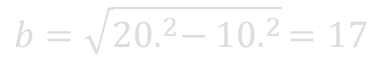 b = √20.²− 10.² = 17